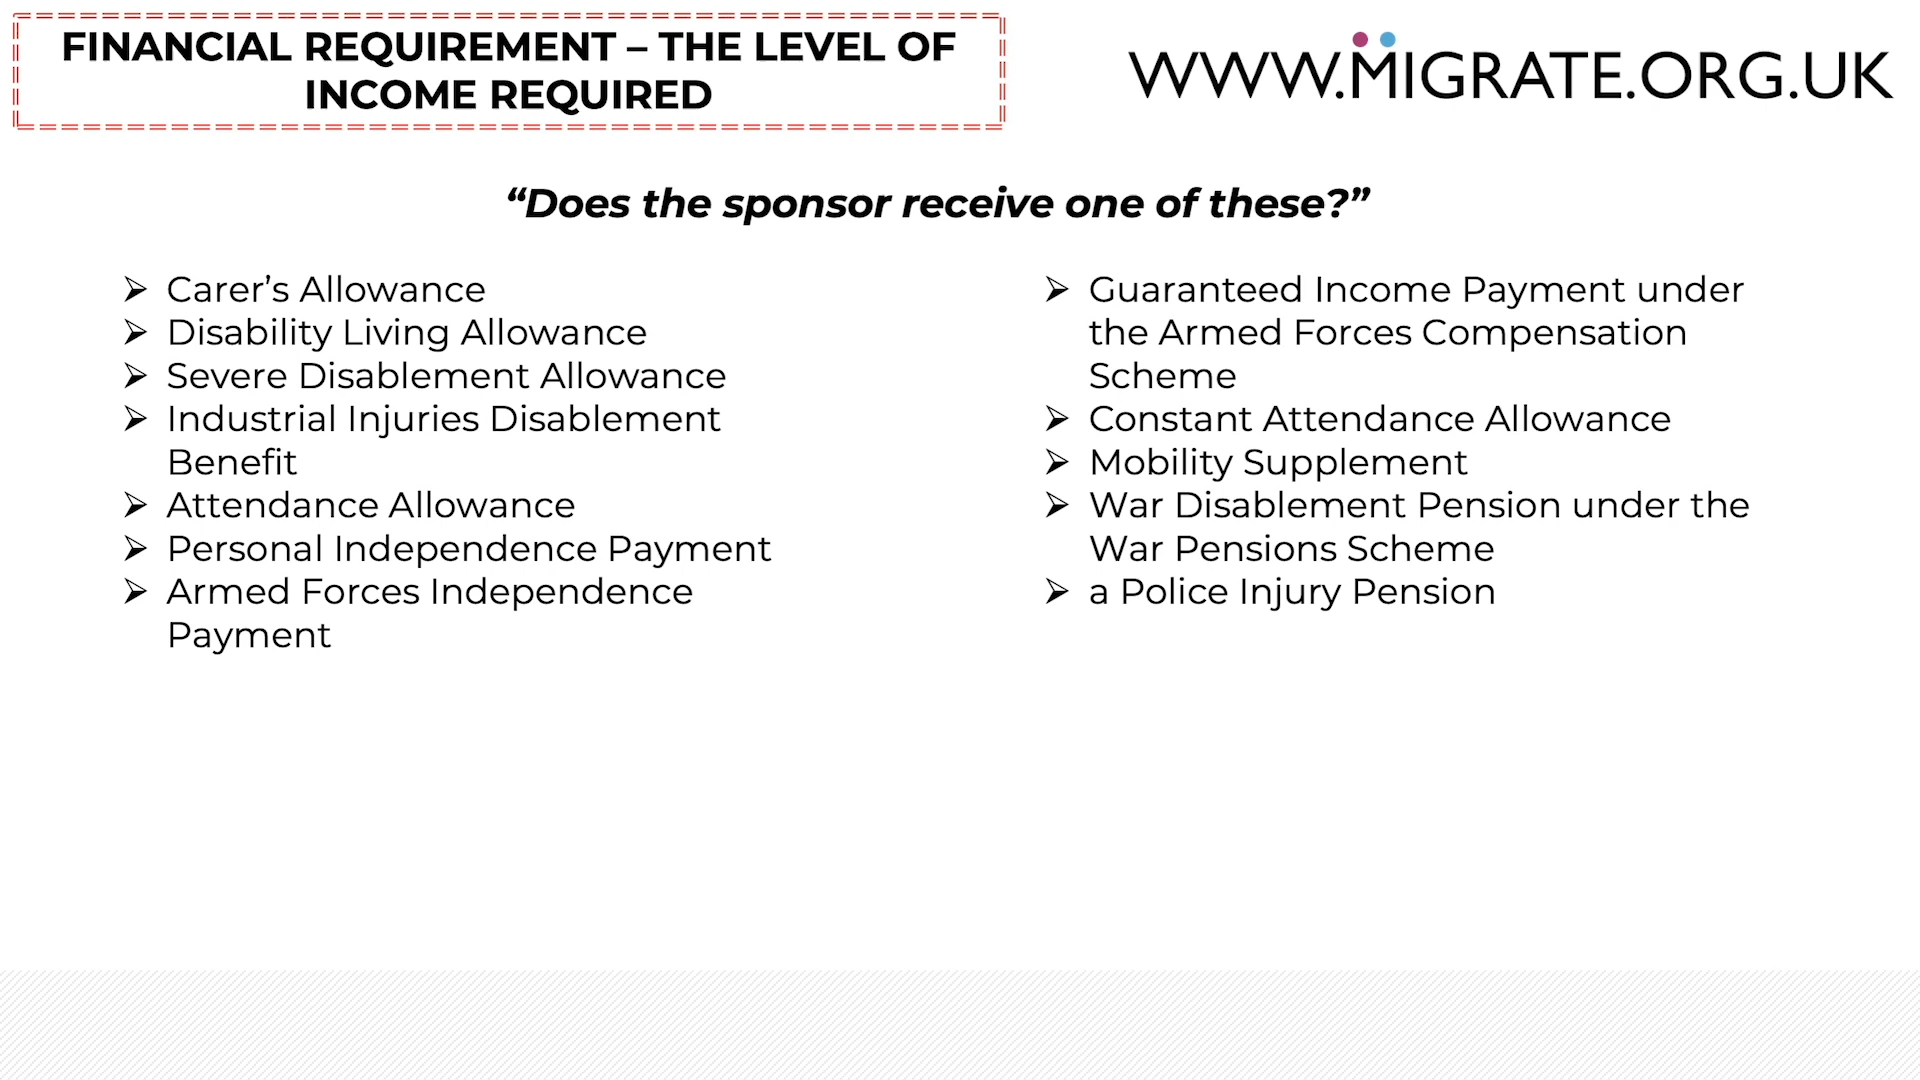 FINANCIAL REQUIREMENT – THE LEVEL OF
INCOME REQUIRED
WWW.MIGRATE.ORG.UK
“Does the sponsor receive one of these?”
➢ Carer’s Allowance
➢ Disability Living Allowance
➢ Severe Disablement Allowance
➢ Industrial Injuries Disablement
Benefit
➢ Attendance Allowance
➢ Personal Independence Payment
➢ Armed Forces Independence
Payment
➢ Guaranteed Income Payment under
the Armed Forces Compensation
Scheme
➢ Constant Attendance Allowance
➢ Mobility Supplement
➢ War Disablement Pension under the
War Pensions Scheme
➢ a Police Injury Pension